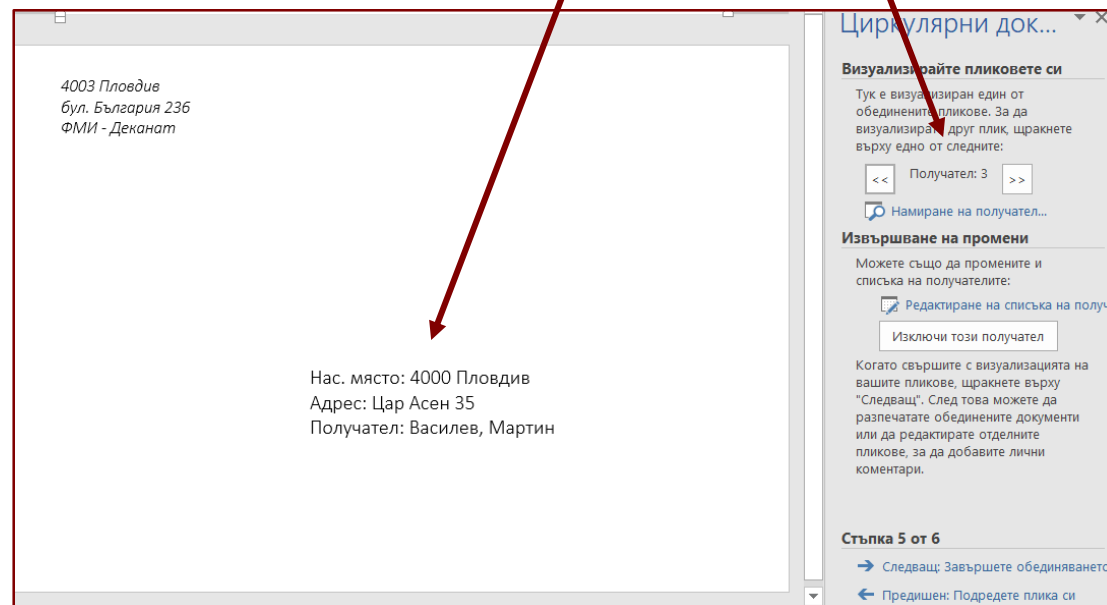 4003 Пловдив
бул. България 236
ФМИ - Деканат
Нас. място: 4000 Пловдив
Адрес: Цар Асен 35
Получател: Василев, Мартин
Циркулярни док...
Визуализирайте пликовете си
Тук е визуализиран един от
обединените пликове. За да
визуализирате друг плик, щракнете
върху едно от следните:
<< Получател: 3 >>
Намиране на получател...
Извършване на промени
Можете също да промените и
списъка на получателите:
Редактиране на списъка на получ
Изключи този получател
Когато свършите с визуализацията на
вашите пликове, щракнете върху
"Следващ". След това можете да
разпечатате обединените документи
или да редактирате отделните
пликове, за да добавите лични
коментари.
Стъпка 5 от 6
Следващ: Завършете обединяването
Предишен: Подредете плика си